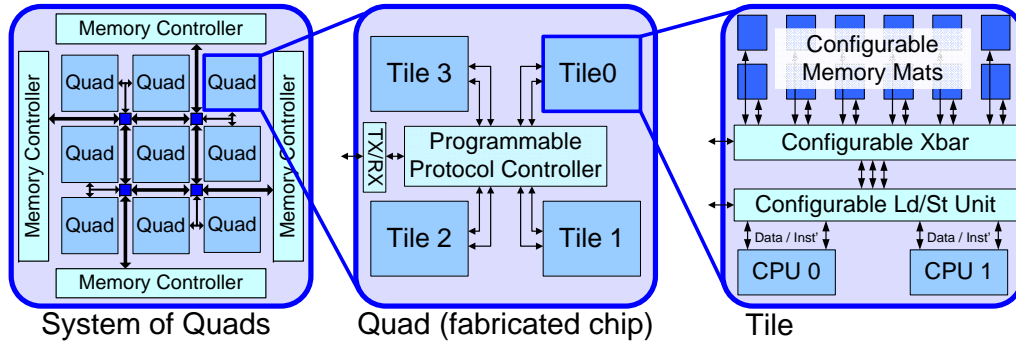 Memory Controller
Memory Controller
Quad
Quad
Quad
Quad
Quad
Quad
Quad
Quad
Quad
Memory Controller
Memory Controller
System of Quads
Tile 3
Tile0
TX/RX
Programmable
Protocol Controller
Tile 2
Tile 1
Quad (fabricated chip)
Configurable
Memory Mats
Configurable Xbar
Configurable Ld/St Unit
Data / Inst'
Data / Inst'
CPU 0
CPU 1
Tile